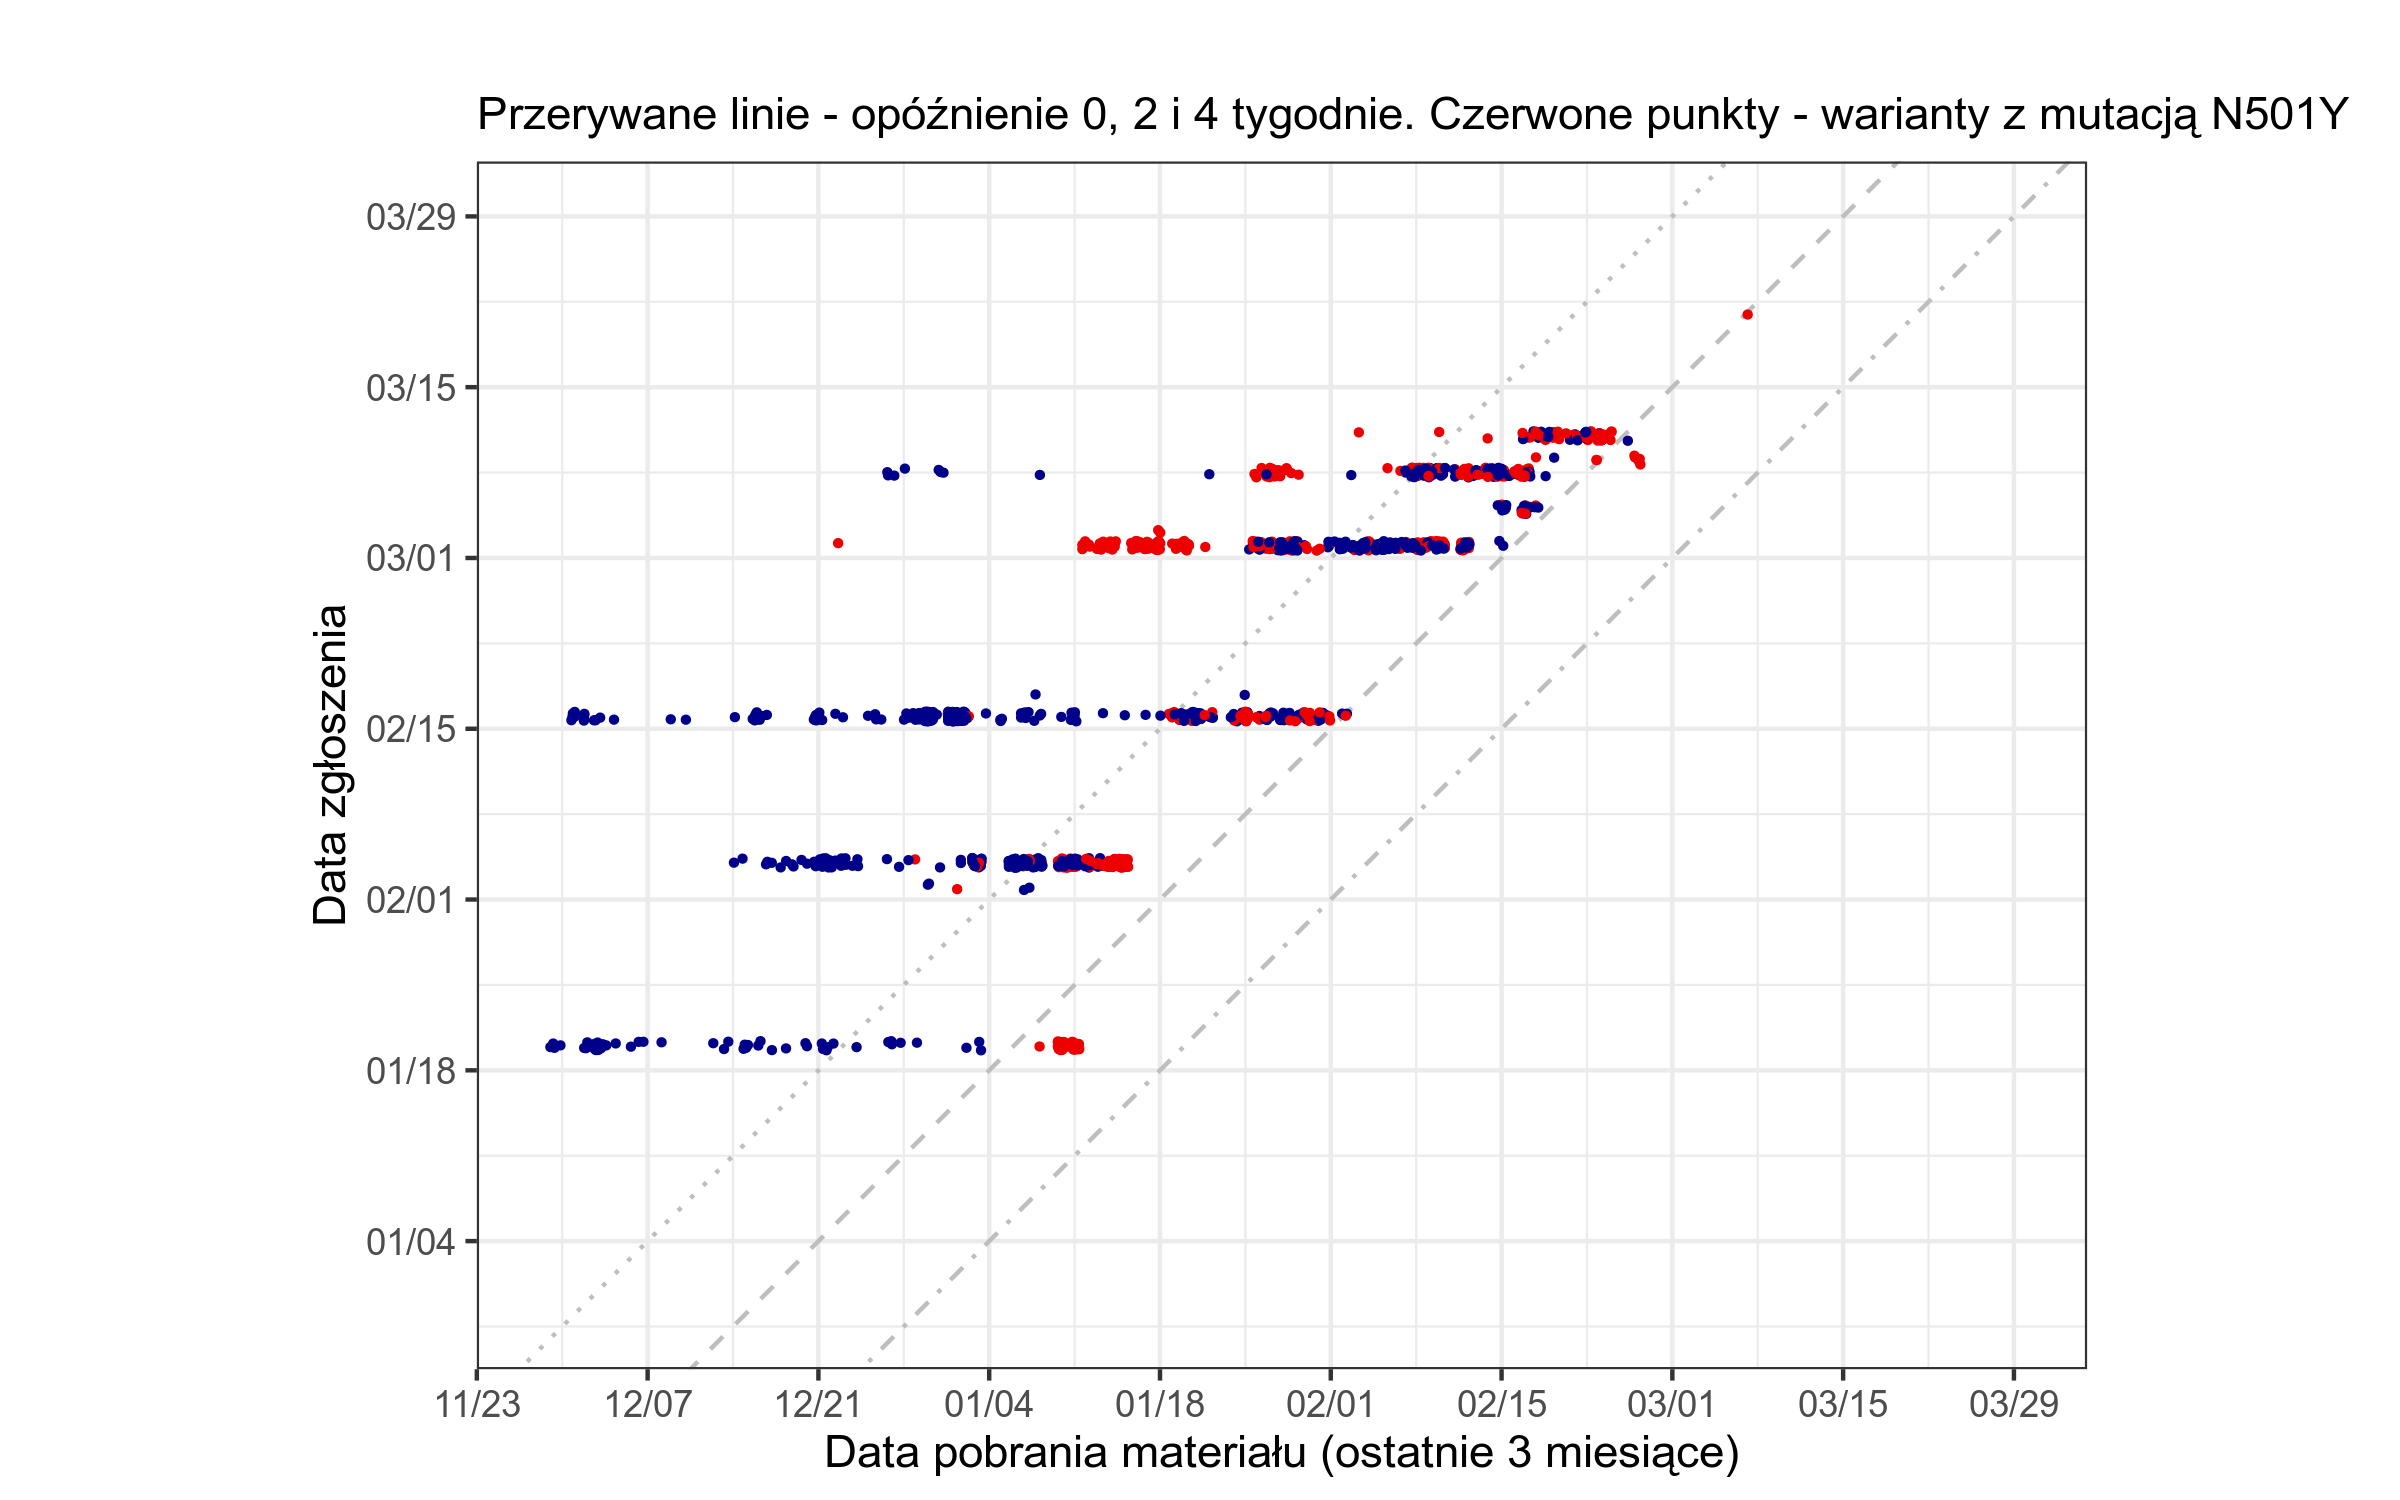 Przerywane linie - opóźnienie 0, 2 i 4 tygodnie. Czerwone punkty - warianty z mutacją N501Y
Data zgłoszenia
03/29
03/15
03/01
02/15
02/01
01/18
01/04
11/23 12/07 12/21 01/04 01/18 02/01 02/15 03/01 03/15 03/29
Data pobrania materiału (ostatnie 3 miesiące)